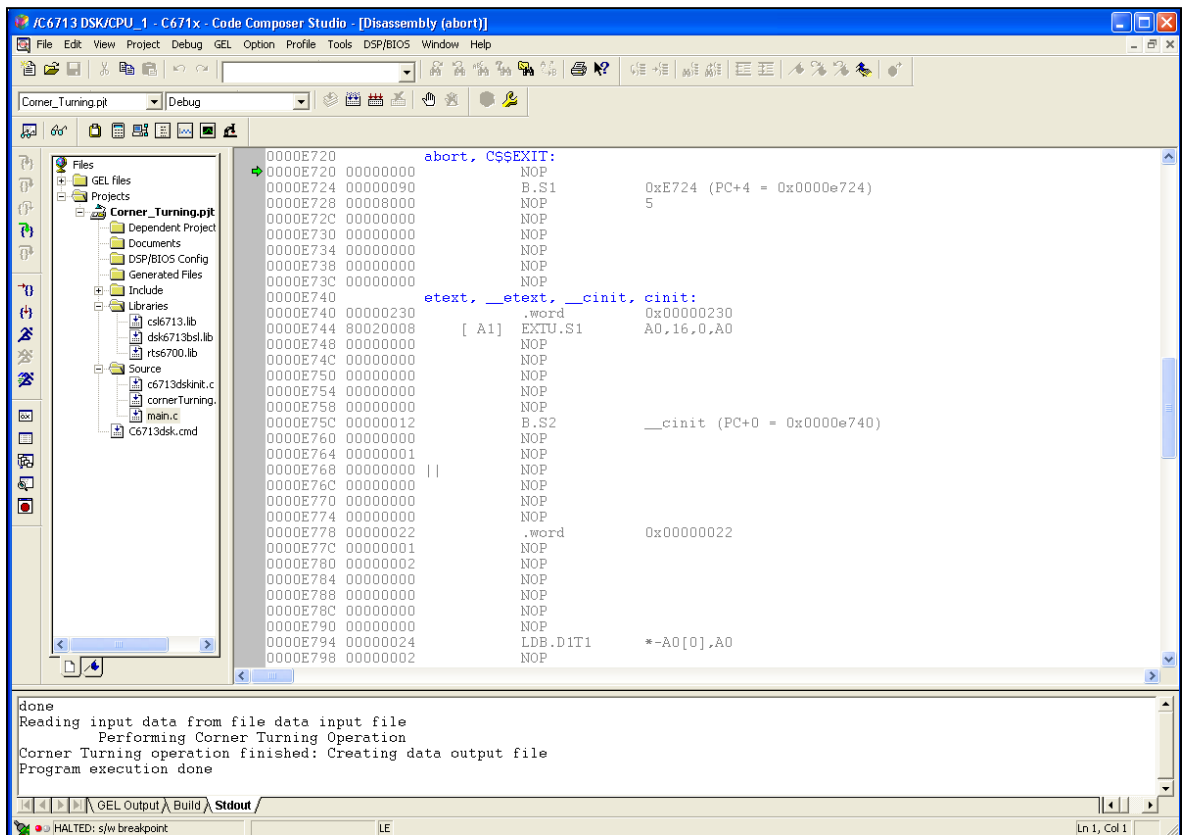 /C6713 DSK/CPU_1 - C671x - Code Composer Studio - [Disassembly (abort)]
File Edit View Project Debug GEL Option Profile Tools DSP/BIOS Window Help
Corner_Turning.pjt Debug
Files
GEL files
Projects
Corner_Turning.pjt
Dependent Project
Documents
DSP/BIOS Config
Generated Files
Include
Libraries
csl6713.lib
dsk6713bsl.lib
rts6700.lib
Source
c6713dskinit.c
cornerTurning.
main.c
C6713dsk.cmd
0000E720 abort, C$$EXIT:
0000E720 00000000 NOP
0000E724 00000090 B.S1 0xE724 (PC+4 = 0x0000e724)
0000E728 00008000 NOP 5
0000E72C 00000000 NOP
0000E730 00000000 NOP
0000E734 00000000 NOP
0000E738 00000000 NOP
0000E73C 00000000 NOP
0000E740 etext, __etext, __cinit, cinit:
0000E740 00000230 .word 0x00000230
0000E744 80020008 [ A1] EXTU.S1 A0,16,0,A0
0000E748 00000000 NOP
0000E74C 00000000 NOP
0000E750 00000000 NOP
0000E754 00000000 NOP
0000E758 00000000 NOP
0000E75C 00000012 B.S2 __cinit (PC+0 = 0x0000e740)
0000E760 00000000 NOP
0000E764 00000001 NOP
0000E768 00000000 || NOP
0000E76C 00000000 NOP
0000E770 00000000 NOP
0000E774 00000000 NOP
0000E778 00000022 .word 0x00000022
0000E77C 00000001 NOP
0000E780 00000002 NOP
0000E784 00000000 NOP
0000E788 00000000 NOP
0000E78C 00000000 NOP
0000E790 00000000 NOP
0000E794 00000024 LDB.D1T1 *-A0[0],A0
0000E798 00000002 NOP
done
Reading input data from file data input file
Performing Corner Turning Operation
Corner Turning operation finished: Creating data output file
Program execution done
GEL Output Build Stdout
HALTED: s/w breakpoint LE Ln 1, Col 1